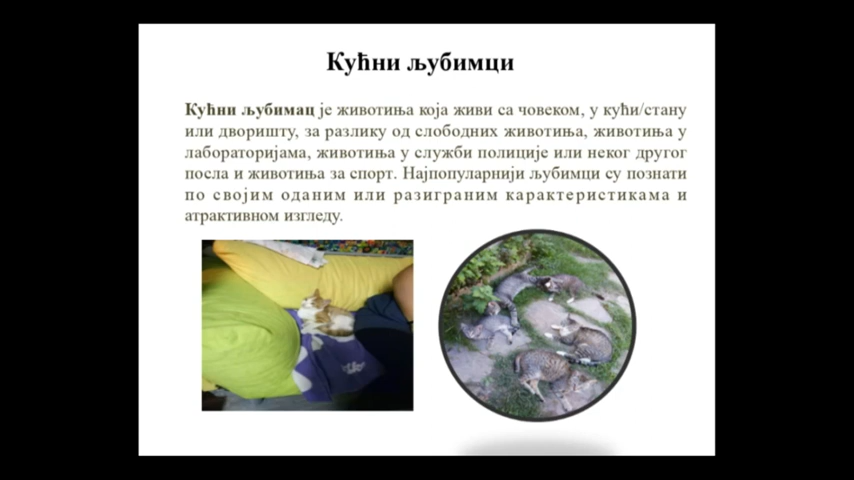 Кућни љубимци
Кућни љубимац је животиња која живи са човеком, у кући/стану
или дворишту, за разлику од слободних животиња, животиња у
лабораторијама, животиња у служби полиције или неког другог
посла и животиња за спорт. Најпопуларнији љубимци су познати
по својим оданим или разиграним карактеристикама и
атрактивном изгледу.